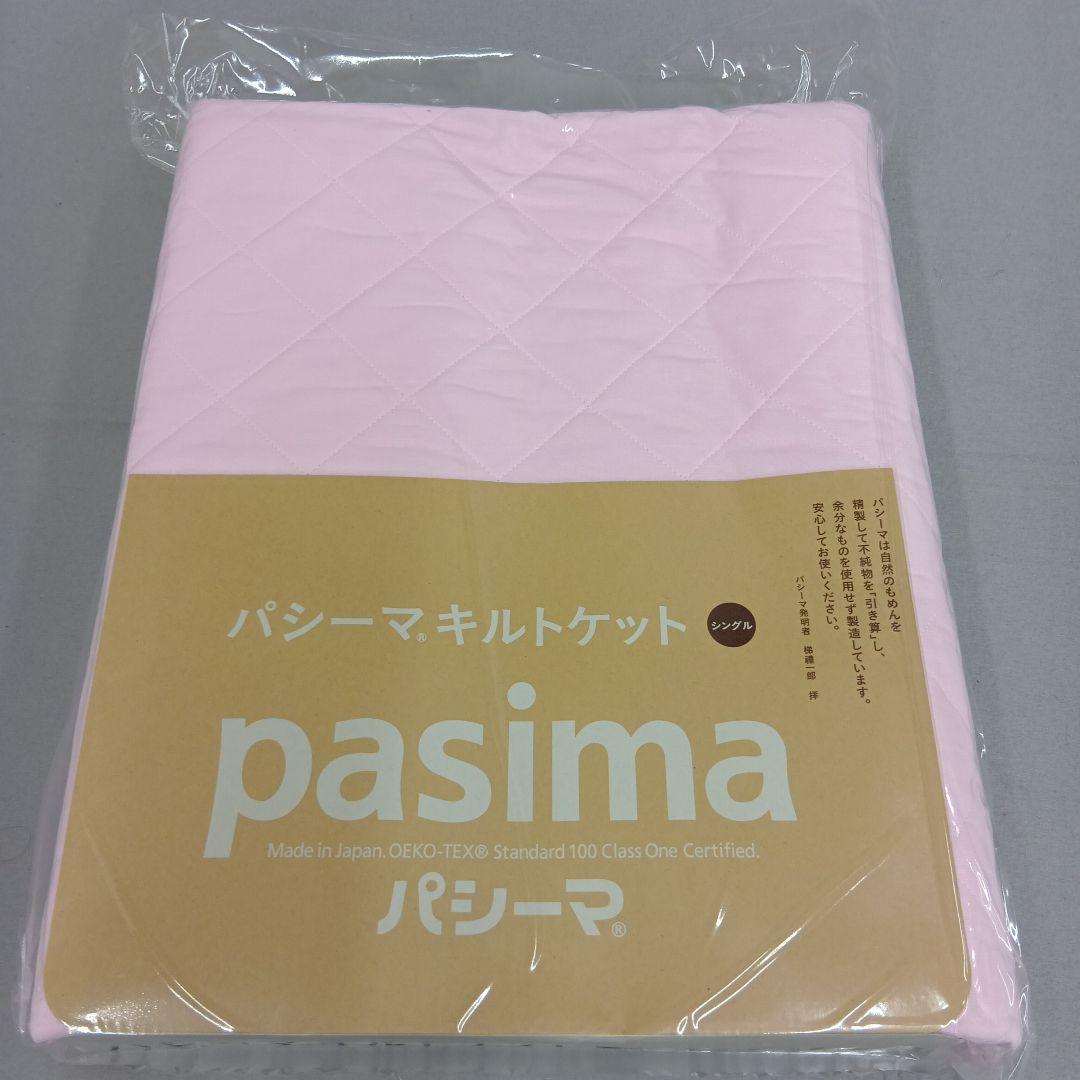 パシーマは自然のもめんを
精製して不純物を「引き算」し、
余分なものを使用せず製造しています。
安心してお使いください。
パシーマ発明者 梯禮一郎 拝
パシーマ®キルトケット シングル
pasima
Made in Japan. OEKO-TEX® Standard 100 Class One Certified.
パシーマ®